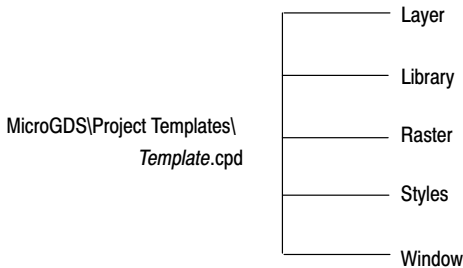 MicroGDS\Project Templates\
Template.cpd
Layer
Library
Raster
Styles
Window